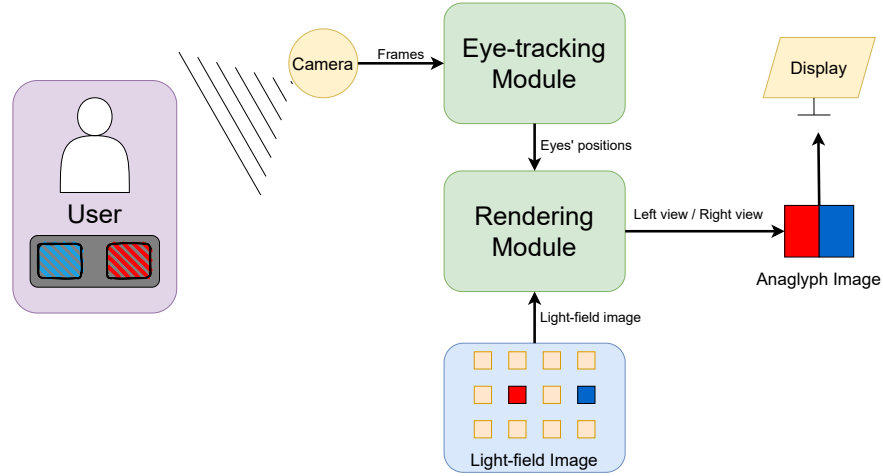 Camera
Frames
Eye-tracking
Module
Display
Eyes' positions
User
Rendering
Module
Left view / Right view
Anaglyph Image
Light-field image
Light-field Image